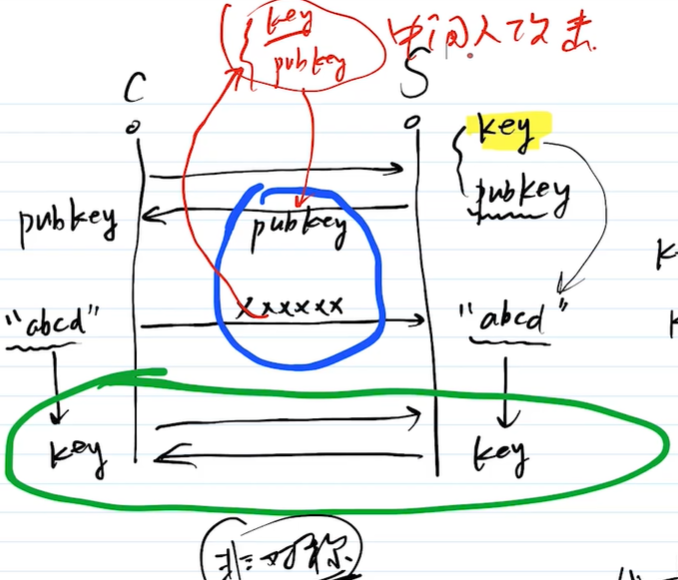 key
pubkey
中间人攻击
C
S
key
pubkey
pubkey
pubkey
xxxxxx
"abcd"
"abcd"
key
key
非对称